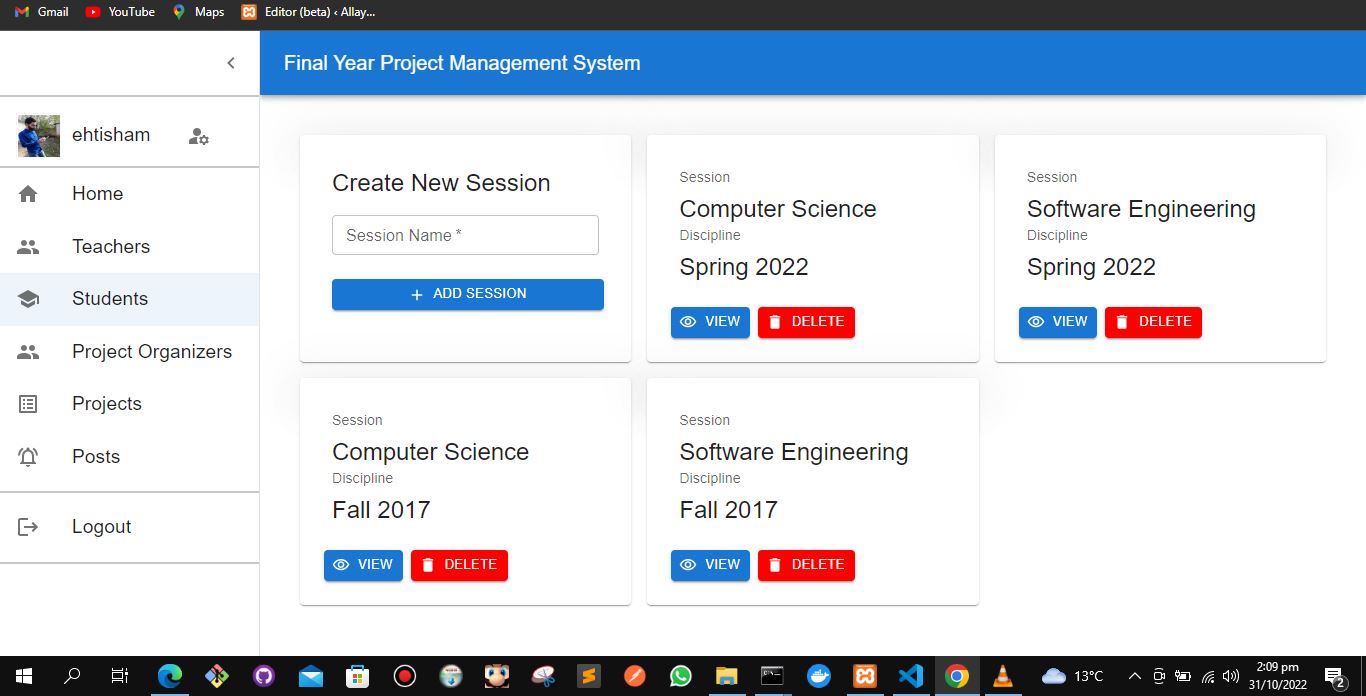 Gmail
YouTube
Maps
Editor (beta) ‹ Allay...
Final Year Project Management System
ehtisham
Home
Teachers
Students
Project Organizers
Projects
Posts
Logout
Create New Session
Session Name *
+ ADD SESSION
Session
Computer Science
Discipline
Spring 2022
VIEW
DELETE
Session
Software Engineering
Discipline
Spring 2022
VIEW
DELETE
Session
Computer Science
Discipline
Fall 2017
VIEW
DELETE
Session
Software Engineering
Discipline
Fall 2017
VIEW
DELETE
13°C
2:09 pm
31/10/2022
2